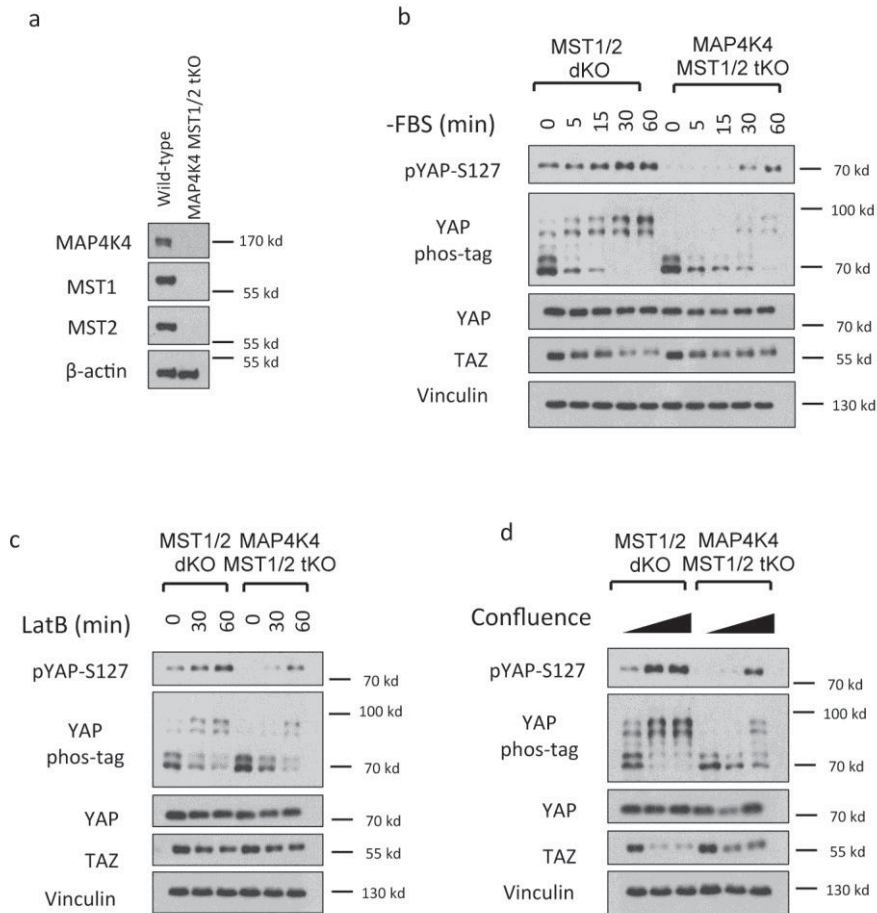 a
Wild-type
MAP4K4 MST1/2 tKO
MAP4K4
170 kd
MST1
55 kd
MST2
55 kd
55 kd
β-actin
b
MST1/2
dKO
MAP4K4
MST1/2 tKO
-FBS (min)
0 5 15 30 60 0 5 15 30 60
pYAP-S127
70 kd
100 kd
YAP
phos-tag
70 kd
YAP
70 kd
TAZ
55 kd
Vinculin
130 kd
c
MST1/2
dKO
MAP4K4
MST1/2 tKO
LatB (min)
0 30 60 0 30 60
pYAP-S127
70 kd
100 kd
YAP
phos-tag
70 kd
YAP
70 kd
TAZ
55 kd
Vinculin
130 kd
d
MST1/2
dKO
MAP4K4
MST1/2 tKO
Confluence
pYAP-S127
70 kd
100 kd
YAP
phos-tag
70 kd
YAP
70 kd
TAZ
55 kd
Vinculin
130 kd